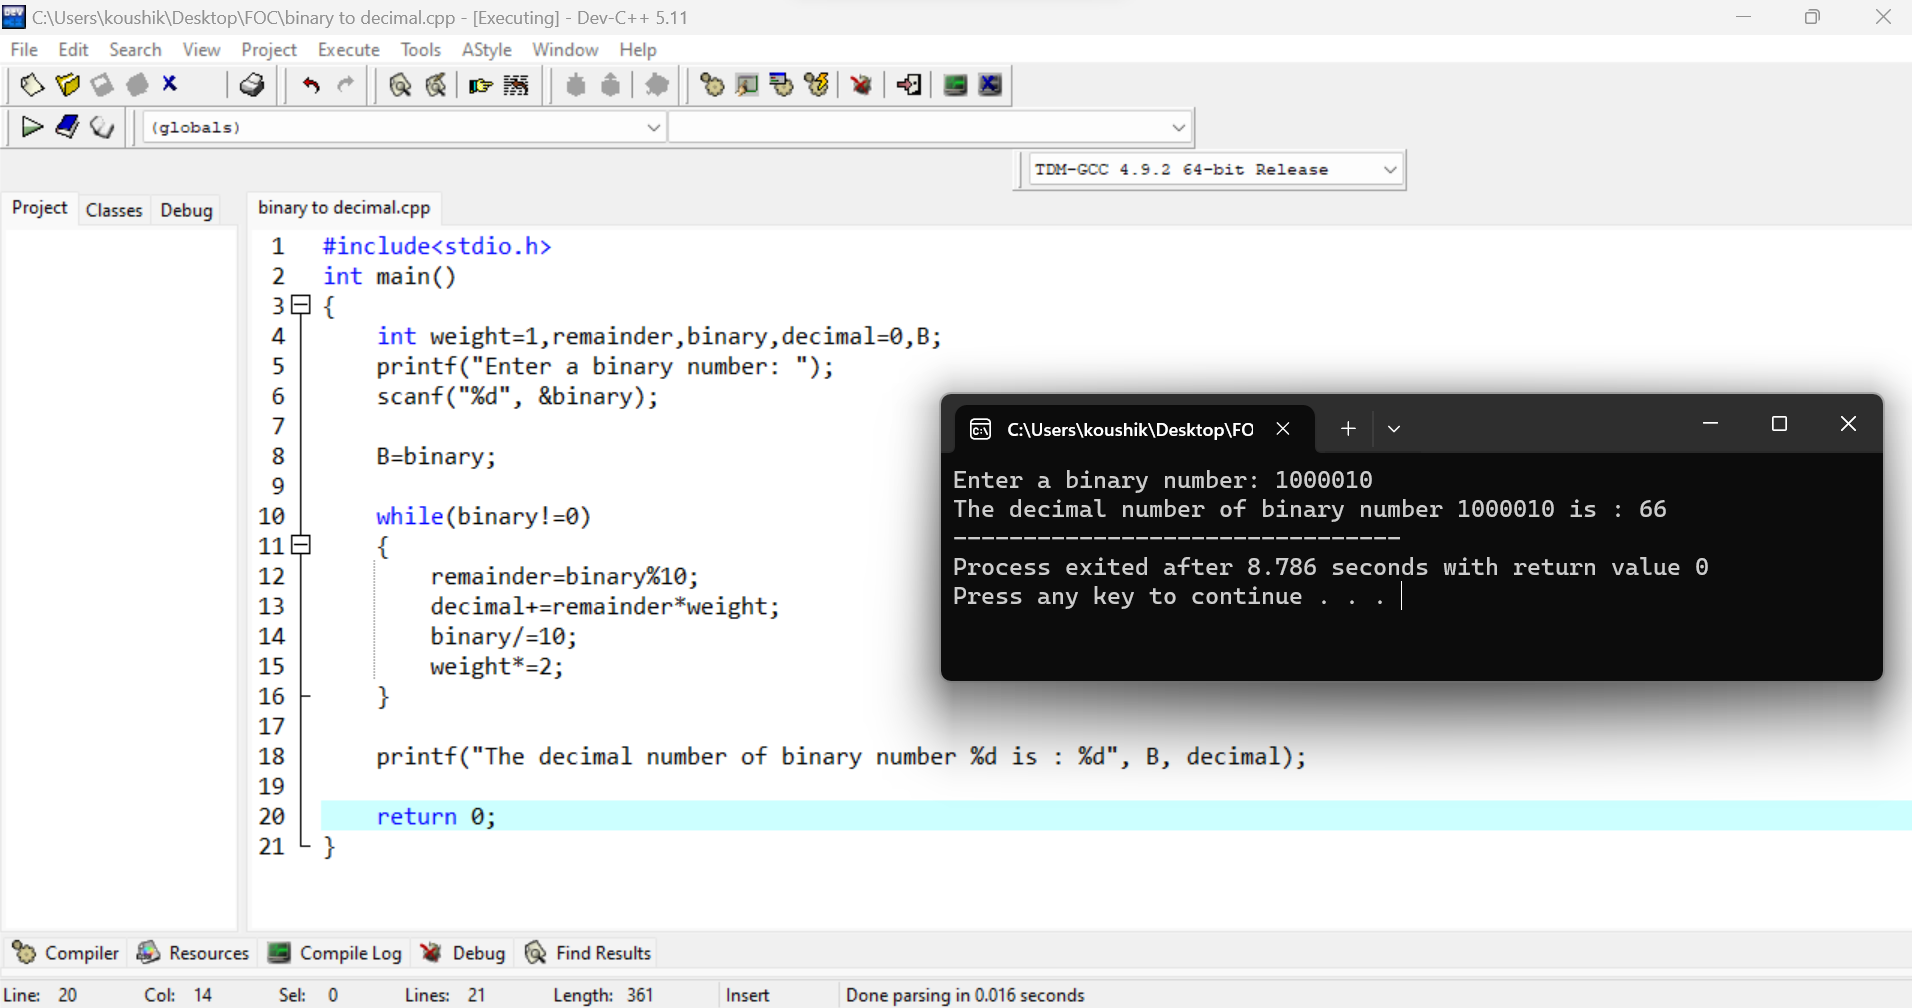 C:\Users\koushik\Desktop\FOC\binary to decimal.cpp - [Executing] - Dev-C++ 5.11
File Edit Search View Project Execute Tools AStyle Window Help
(globals)
TDM-GCC 4.9.2 64-bit Release
Project Classes Debug
binary to decimal.cpp
1 #include<stdio.h>
2 int main()
3 {
4 int weight=1,remainder,binary,decimal=0,B;
5 printf("Enter a binary number: ");
6 scanf("%d", &binary);
7
8 B=binary;
9
10 while(binary!=0)
11 {
12 remainder=binary%10;
13 decimal+=remainder*weight;
14 binary/=10;
15 weight*=2;
16 }
17
18 printf("The decimal number of binary number %d is : %d", B, decimal);
19
20 return 0;
21 }
C:\Users\koushik\Desktop\FO
Enter a binary number: 1000010
The decimal number of binary number 1000010 is : 66
--------------------------------
Process exited after 8.786 seconds with return value 0
Press any key to continue . . .
Compiler Resources Compile Log Debug Find Results
Line: 20 Col: 14 Sel: 0 Lines: 21 Length: 361 Insert Done parsing in 0.016 seconds